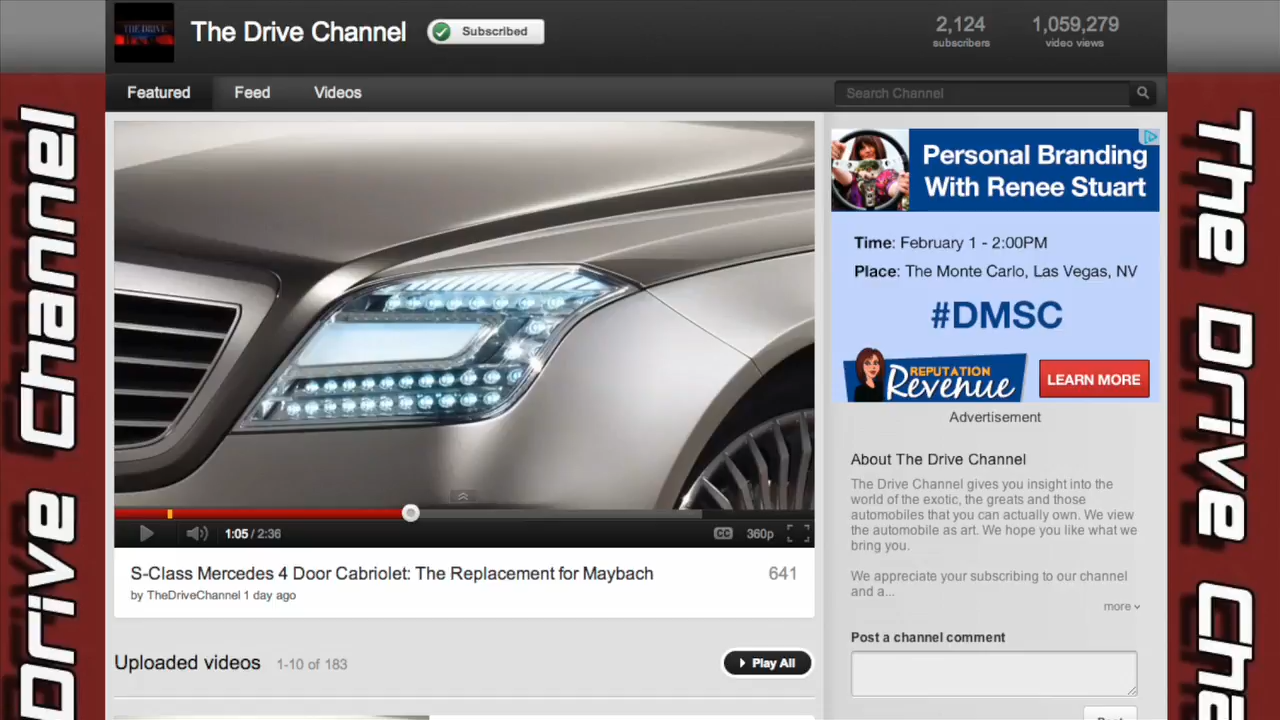 The Drive Channel
Subscribed
2,124
subscribers
1,059,279
video views
Featured
Feed
Videos
Search Channel
THE DRIVE
Personal Branding
With Renee Stuart
Time: February 1 - 2:00PM
Place: The Monte Carlo, Las Vegas, NV
#DMSC
REPUTATION
Revenue
LEARN MORE
Advertisement
1:05 / 2:36
CC
360p
S-Class Mercedes 4 Door Cabriolet: The Replacement for Maybach
641
by TheDriveChannel 1 day ago
Uploaded videos
1-10 of 183
Play All
About The Drive Channel
The Drive Channel gives you insight into the
world of the exotic, the greats and those
automobiles that you can actually own. We view
the automobile as art. We hope you like what we
bring you.
We appreciate your subscribing to our channel
and a...
more
Post a channel comment
Drive Channel
The Drive Cha